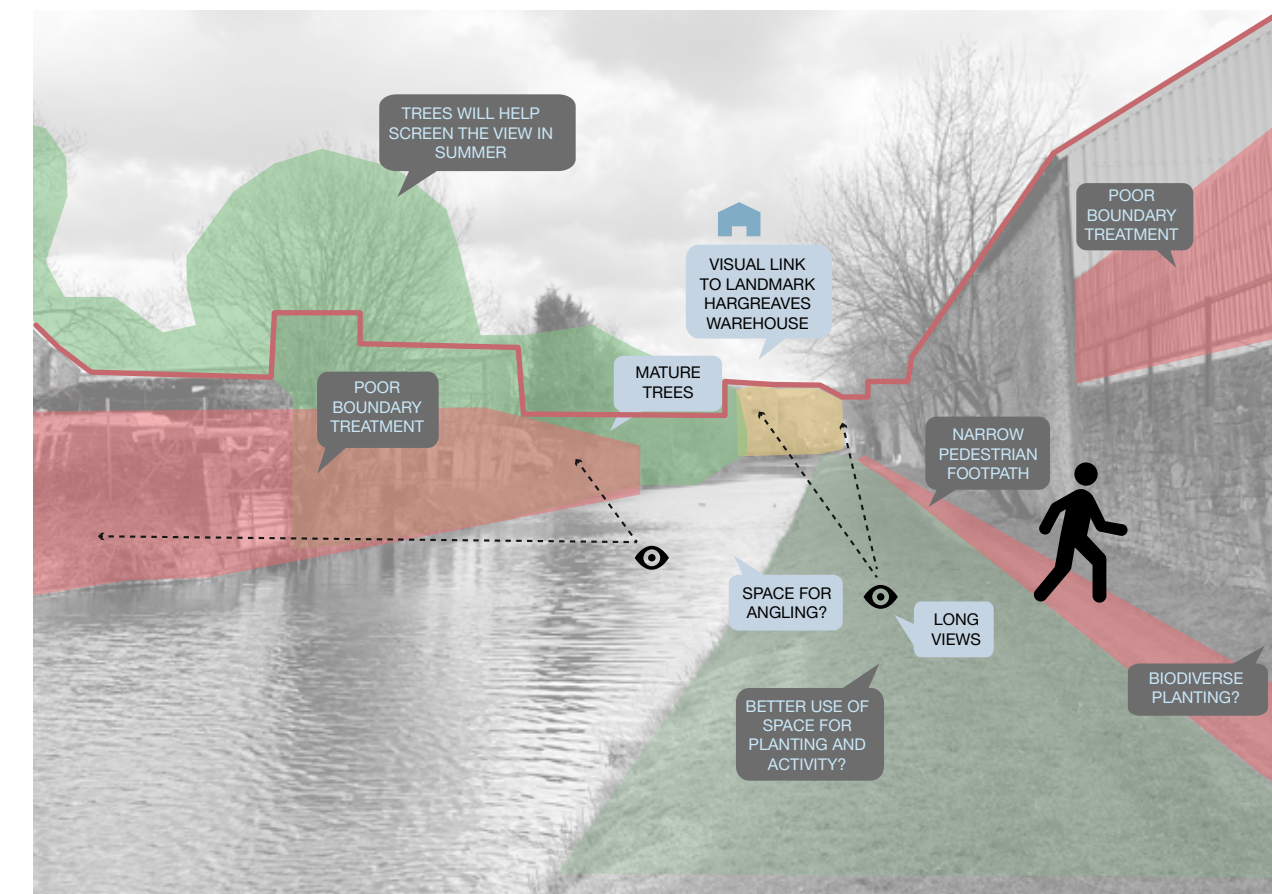 TREES WILL HELP
SCREEN THE VIEW IN
SUMMER
POOR
BOUNDARY
TREATMENT
VISUAL LINK
TO LANDMARK
HARGREAVES
WAREHOUSE
MATURE
TREES
POOR
BOUNDARY
TREATMENT
NARROW
PEDESTRIAN
FOOTPATH
SPACE FOR
ANGLING?
LONG
VIEWS
BIODIVERSE
PLANTING?
BETTER USE OF
SPACE FOR
PLANTING AND
ACTIVITY?